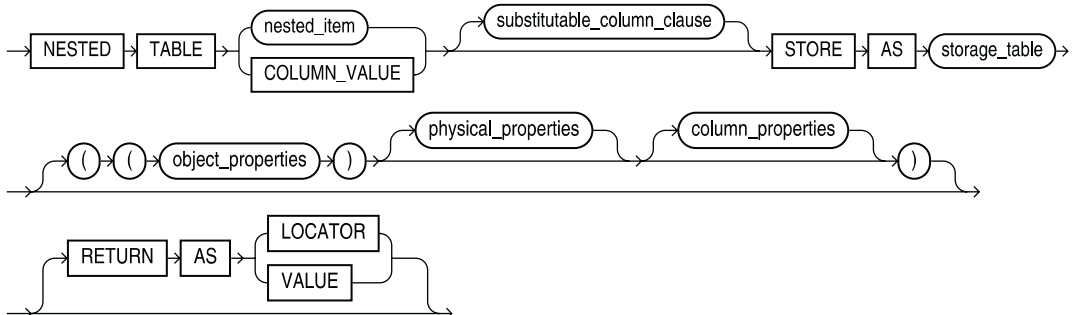 nested_item
substitutable_column_clause
NESTED TABLE STORE AS storage_table
COLUMN_VALUE
physical_properties column_properties
( ( object_properties ) )
LOCATOR
RETURN AS
VALUE